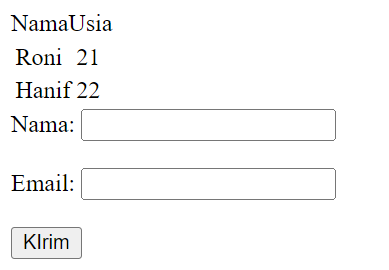 NamaUsia
Roni 21
Hanif 22
Nama:
Email:
KIrim